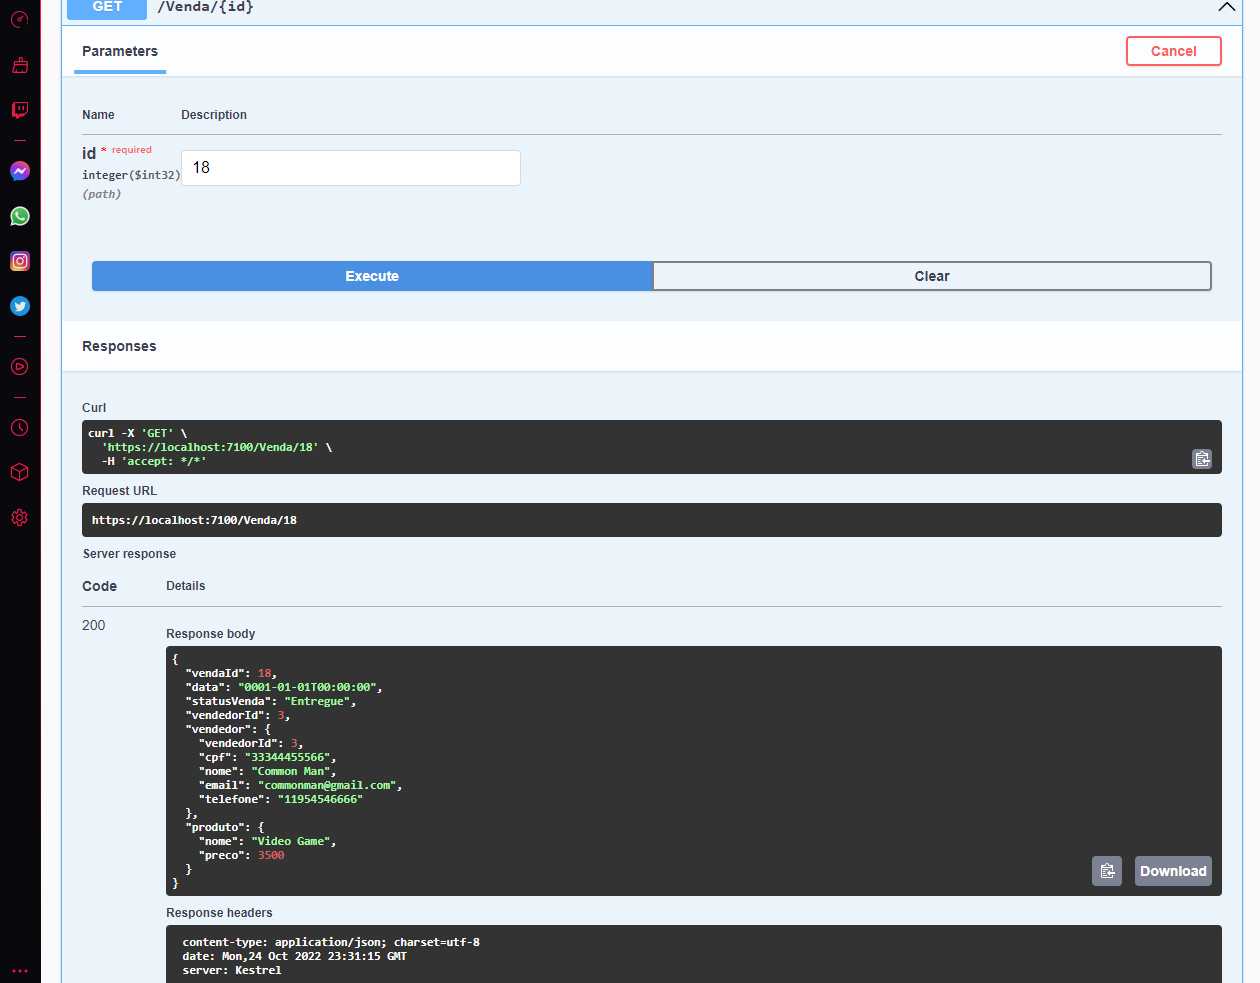 GET /Venda/{id}
Parameters
Cancel
Name Description
id * required
integer($int32)
(path)
18
Execute
Clear
Responses
Curl
curl -X 'GET' \
  'https://localhost:7100/Venda/18' \
  -H 'accept: */*'
Request URL
https://localhost:7100/Venda/18
Server response
Code Details
200
Response body
{
  "vendaId": 18,
  "data": "0001-01-01T00:00:00",
  "statusVenda": "Entregue",
  "vendedorId": 3,
  "vendedor": {
    "vendedorId": 3,
    "cpf": "33344455566",
    "nome": "Common Man",
    "email": "commonman@gmail.com",
    "telefone": "11954546666"
  },
  "produto": {
    "nome": "Video Game",
    "preco": 3500
  }
}
Download
Response headers
content-type: application/json; charset=utf-8
date: Mon,24 Oct 2022 23:31:15 GMT
server: Kestrel